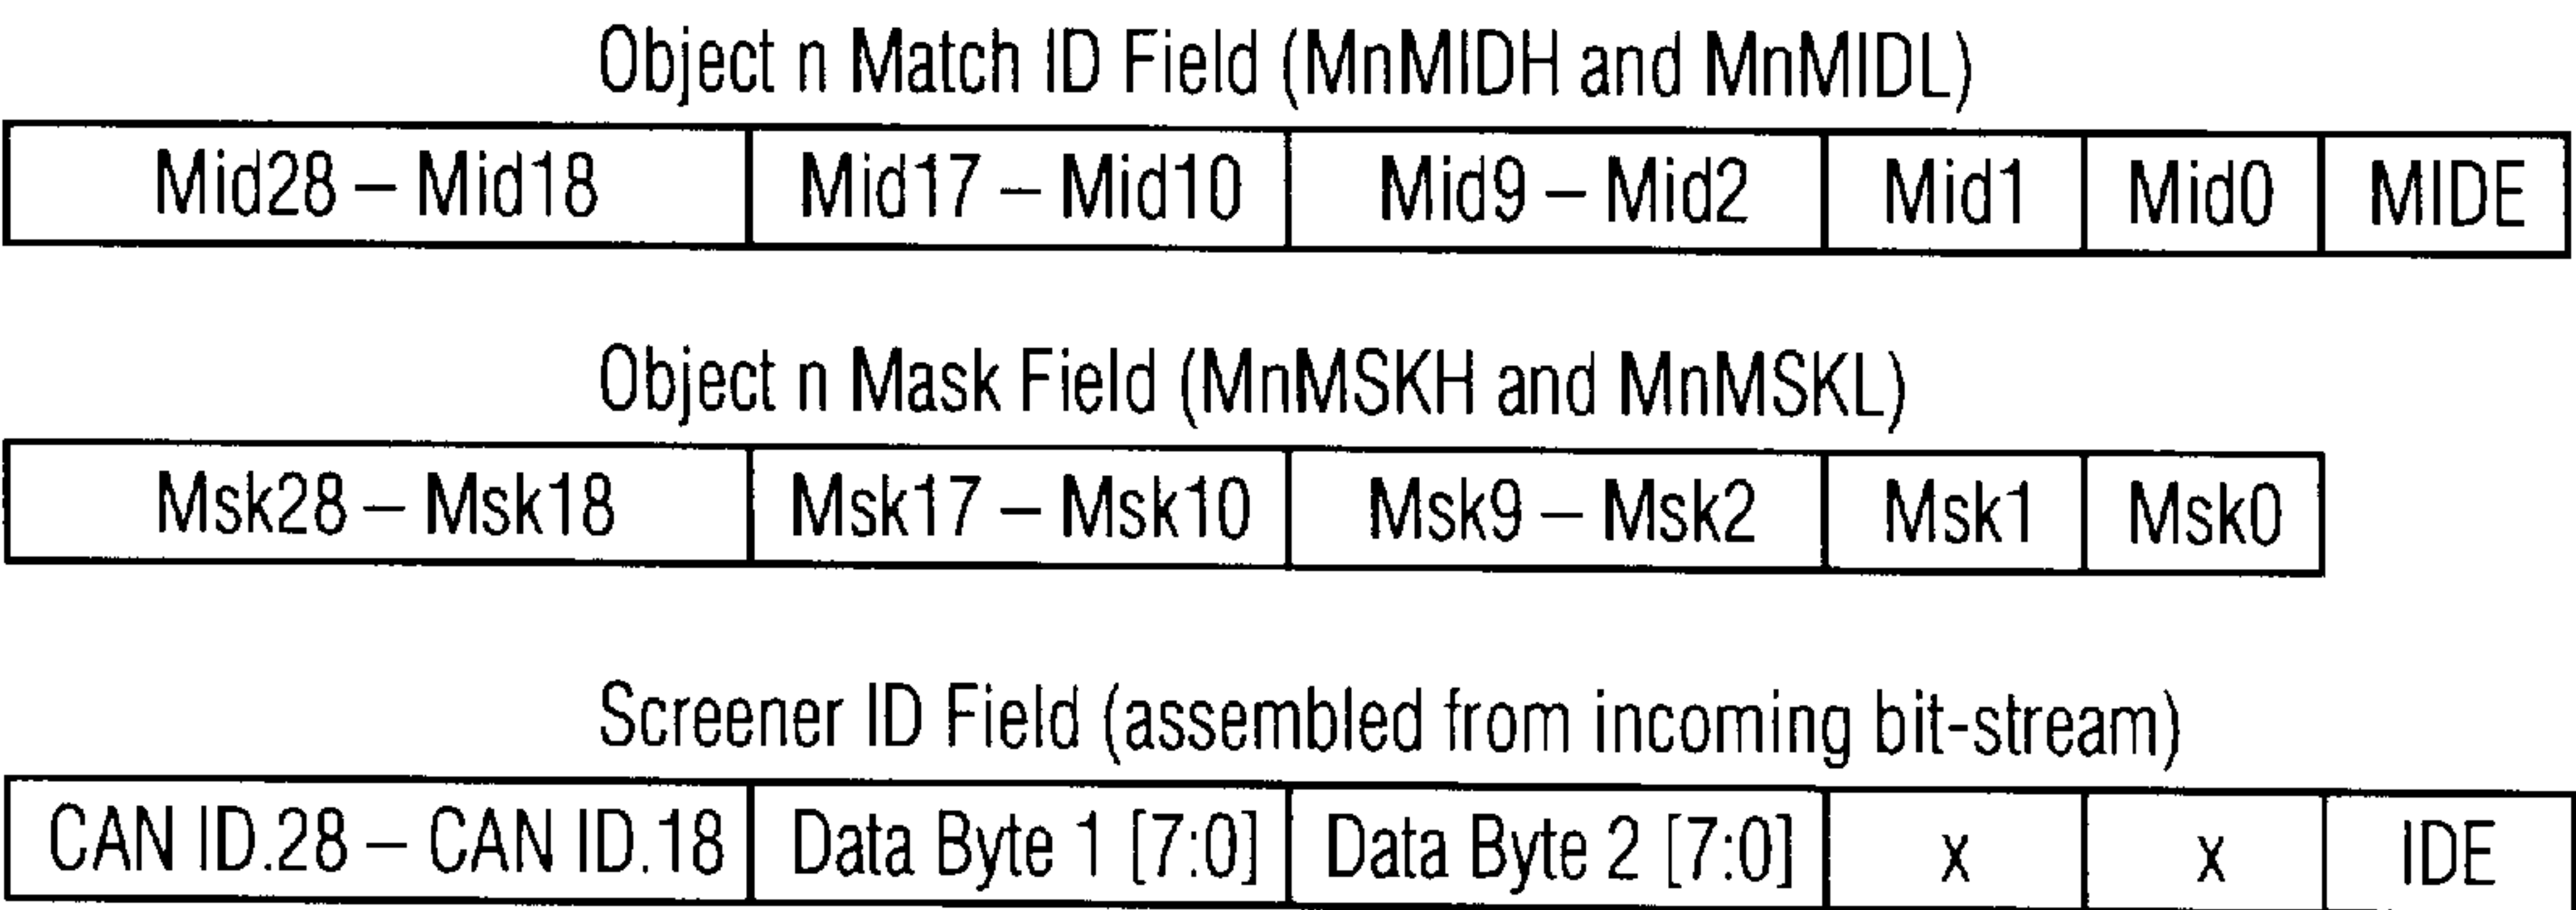 Object n Match ID Field (MnMIDH and MnMIDL)
Mid28 – Mid18 Mid17 – Mid10 Mid9 – Mid2 Mid1 Mid0 MIDE
Object n Mask Field (MnMSKH and MnMSKL)
Msk28 – Msk18 Msk17 – Msk10 Msk9 – Msk2 Msk1 Msk0
Screener ID Field (assembled from incoming bit-stream)
CAN ID.28 – CAN ID.18 Data Byte 1 [7:0] Data Byte 2 [7:0] x x IDE